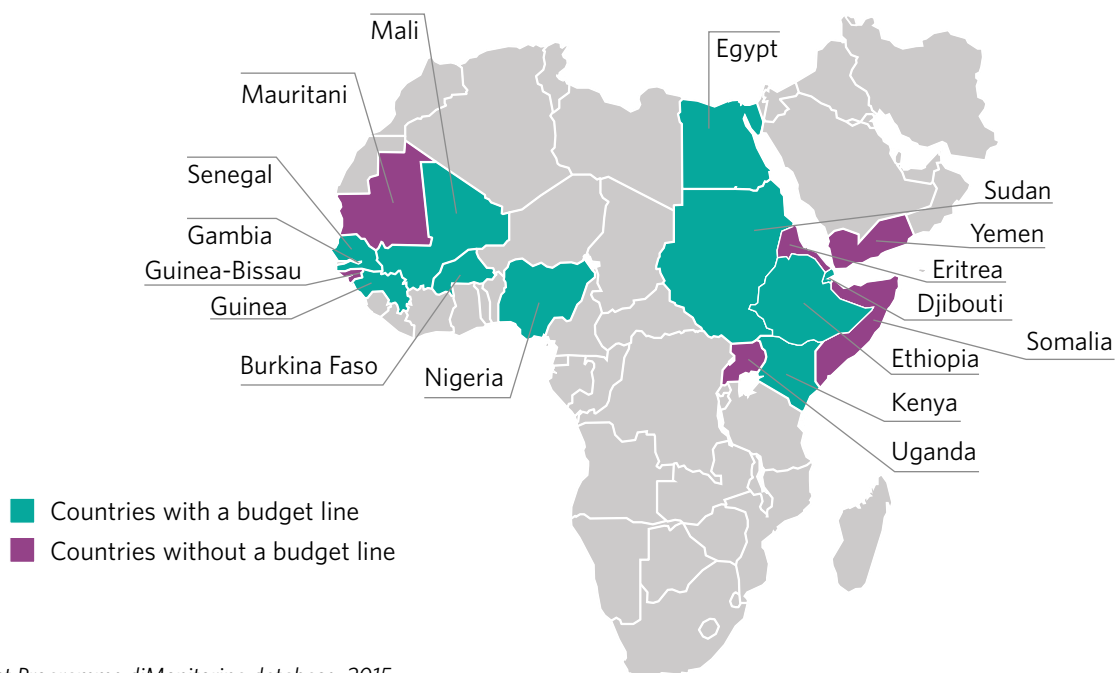 Mali
Egypt
Mauritani
Senegal
Sudan
Gambia
Yemen
Guinea-Bissau
Eritrea
Guinea
Djibouti
Somalia
Burkina Faso
Nigeria
Ethiopia
Kenya
Uganda
Countries with a budget line
Countries without a budget line
2015